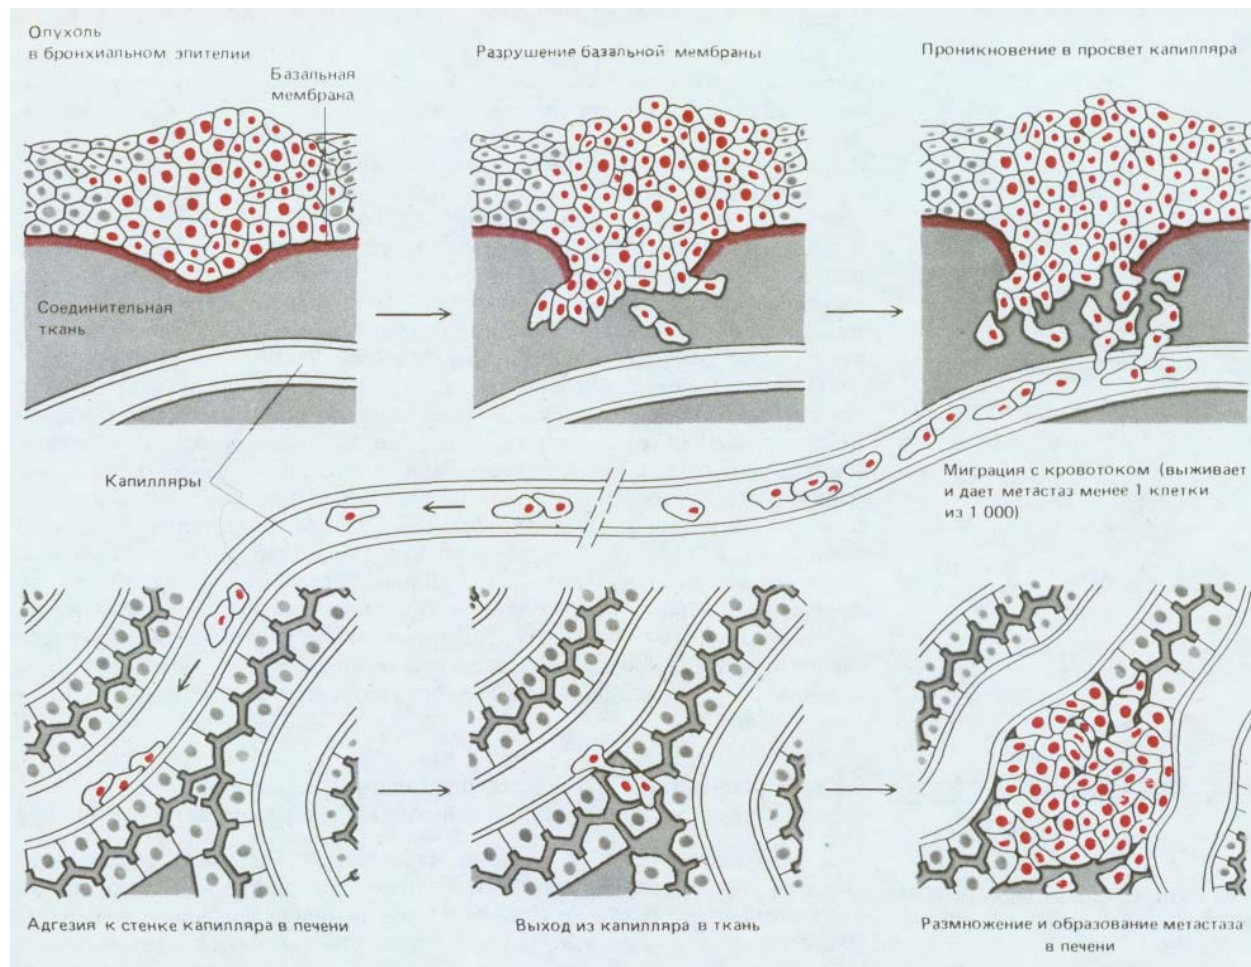 Опухоль
в бронхиальном эпителии
Базальная
мембрана
Разрушение базальной мембраны
Проникновение в просвет капилляра
Соединительная
ткань
Капилляры
Миграция с кровотоком (выживает
и дает метастаз менее 1 клетки
из 1 000)
Адгезия к стенке капилляра в печени
Выход из капилляра в ткань
Размножение и образование метастаза
в печени